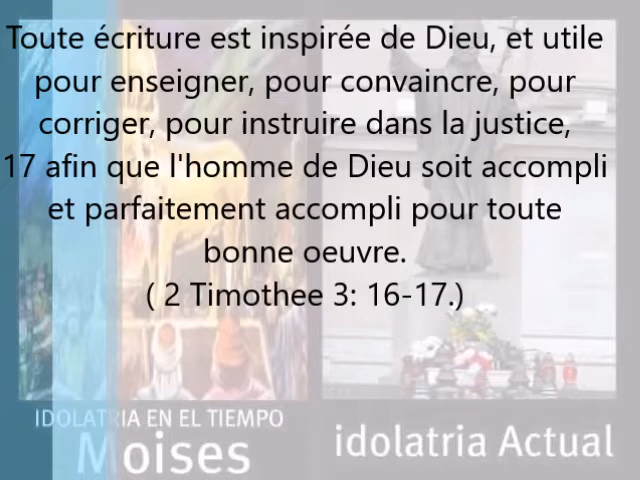 Toute écriture est inspirée de Dieu, et utile
pour enseigner, pour convaincre, pour
corriger, pour instruire dans la justice,
17 afin que l'homme de Dieu soit accompli
et parfaitement accompli pour toute
bonne oeuvre.
( 2 Timothee 3: 16-17.)
IDOLATRIA EN EL TIEMPO
Moises
idolatria Actual